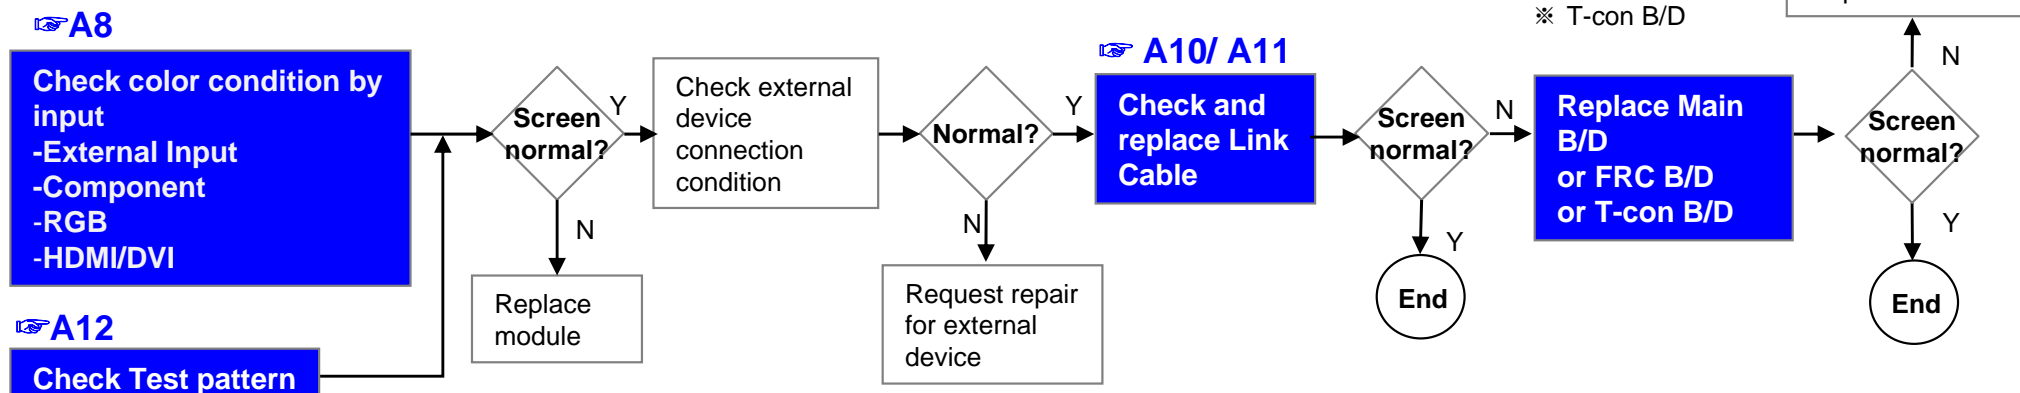 ※ T-con B/D
☞A8
Check color condition by
input
-External Input
-Component
-RGB
-HDMI/DVI
☞A12
Check Test pattern
Screen
normal?
Y
N
Replace
module
Check external
device
connection
condition
Normal?
Y
N
Request repair
for external
device
☞ A10/ A11
Check and
replace Link
Cable
Screen
normal?
N
Y
End
Replace Main
B/D
or FRC B/D
or T-con B/D
Screen
normal?
N
Y
End